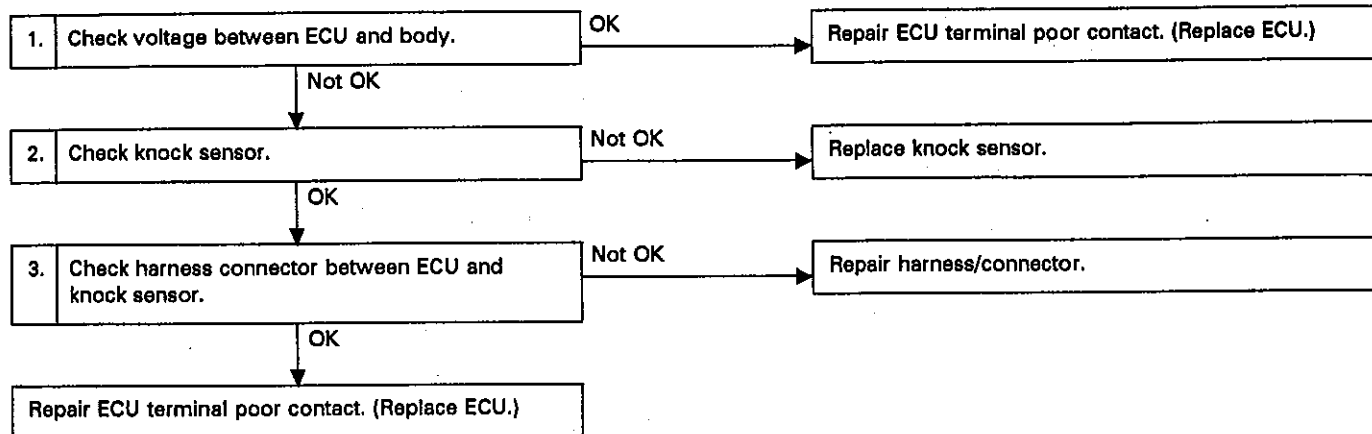 1. Check voltage between ECU and body.
OK
Repair ECU terminal poor contact. (Replace ECU.)
Not OK
2. Check knock sensor.
Not OK
Replace knock sensor.
OK
3. Check harness connector between ECU and
knock sensor.
Not OK
Repair harness/connector.
OK
Repair ECU terminal poor contact. (Replace ECU.)